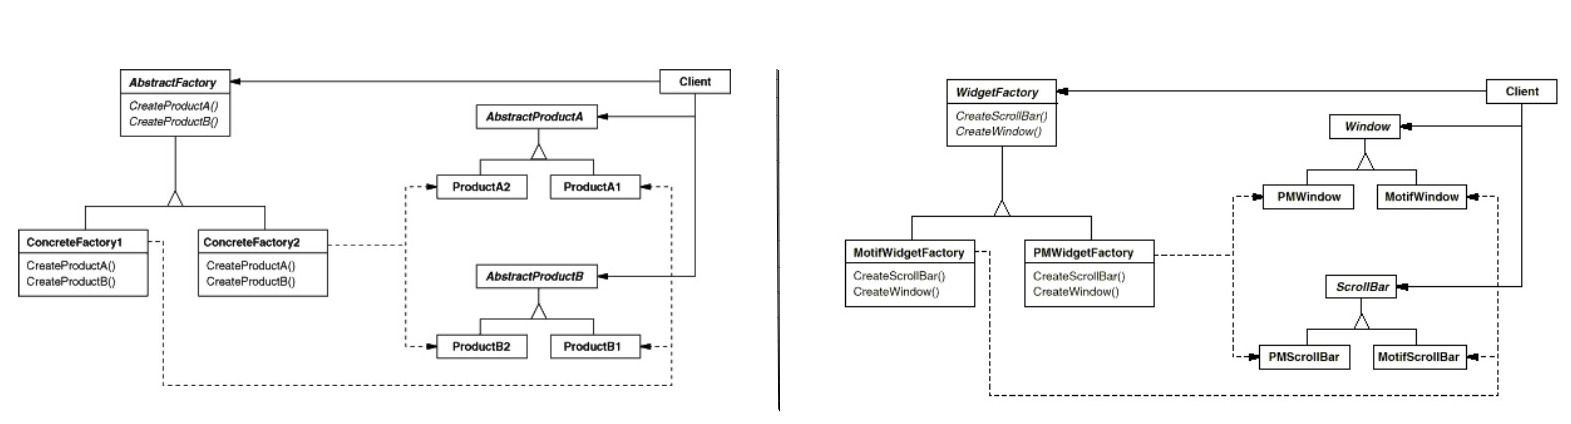 AbstractFactory
CreateProductA()
CreateProductB()
Client
AbstractProductA
ProductA2
ProductA1
ConcreteFactory1
CreateProductA()
CreateProductB()
ConcreteFactory2
CreateProductA()
CreateProductB()
AbstractProductB
ProductB2
ProductB1
WidgetFactory
CreateScrollBar()
CreateWindow()
Client
Window
PMWindow
MotifWindow
MotifWidgetFactory
CreateScrollBar()
CreateWindow()
PMWidgetFactory
CreateScrollBar()
CreateWindow()
ScrollBar
PMScrollBar
MotifScrollBar